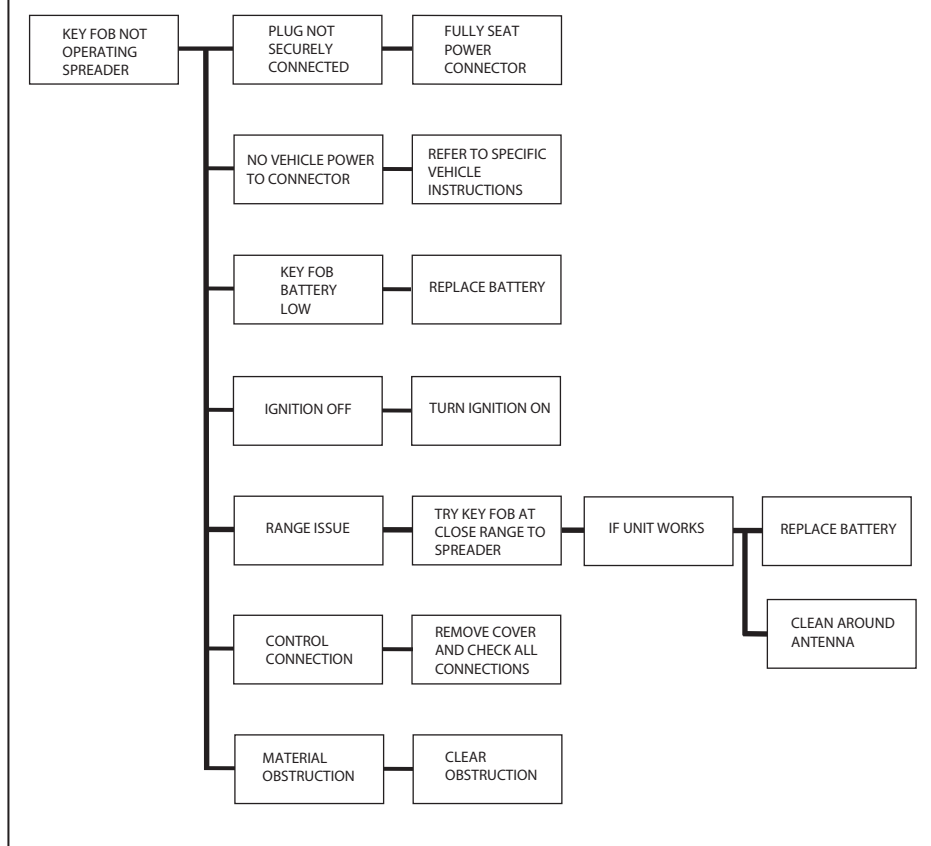 KEY FOB NOT
OPERATING
SPREADER
PLUG NOT
SECURELY
CONNECTED
FULLY SEAT
POWER
CONNECTOR
NO VEHICLE POWER
TO CONNECTOR
REFER TO SPECIFIC
VEHICLE
INSTRUCTIONS
KEY FOB
BATTERY
LOW
REPLACE BATTERY
IGNITION OFF
TURN IGNITION ON
RANGE ISSUE
TRY KEY FOB AT
CLOSE RANGE TO
SPREADER
IF UNIT WORKS
REPLACE BATTERY
CLEAN AROUND
ANTENNA
CONTROL
CONNECTION
REMOVE COVER
AND CHECK ALL
CONNECTIONS
MATERIAL
OBSTRUCTION
CLEAR
OBSTRUCTION